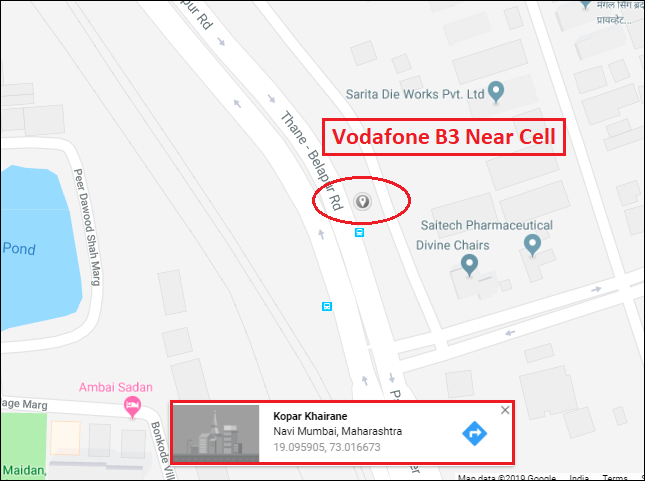 मंगल सिंग ब्रद
प्रायव्हेट...
pur Rd
Sarita Die Works Pvt. Ltd
Vodafone B3 Near Cell
Thane - Belapur Rd
Peer Dawood Shah Marg
Pond
Saitech Pharmaceutical
Divine Chairs
Ambai Sadan
age Marg
Bonkode Vil
Maidan,
Kopar Khairane
Navi Mumbai, Maharashtra
19.095905, 73.016673
Map data ©2019 Google India Terms